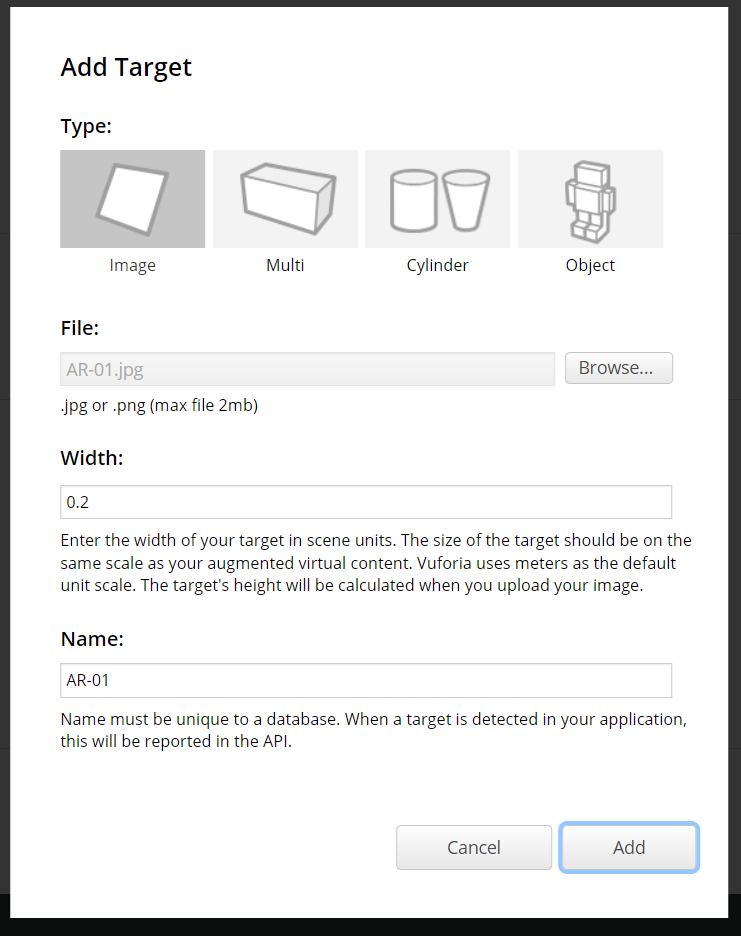 Add Target
Type:
Image
Multi
Cylinder
Object
File:
AR-01.jpg
Browse...
.jpg or .png (max file 2mb)
Width:
0.2
Enter the width of your target in scene units. The size of the target should be on the
same scale as your augmented virtual content. Vuforia uses meters as the default
unit scale. The target's height will be calculated when you upload your image.
Name:
AR-01
Name must be unique to a database. When a target is detected in your application,
this will be reported in the API.
Cancel
Add